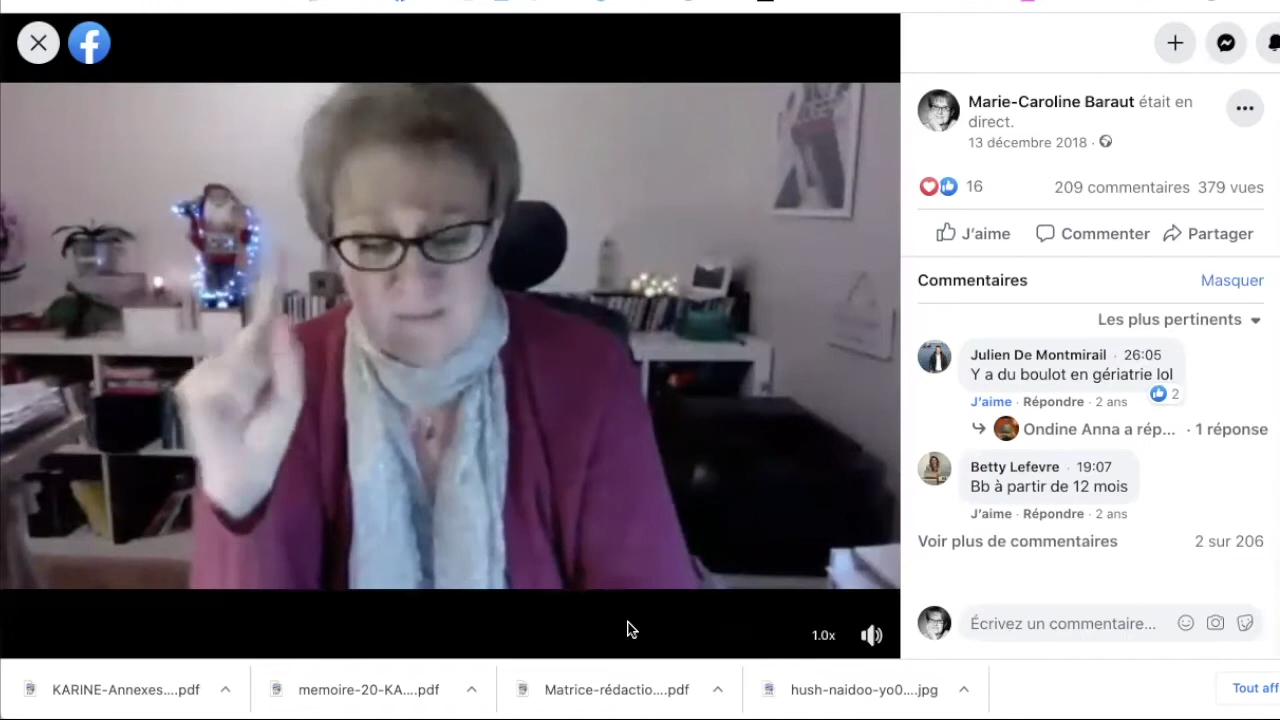 Marie-Caroline Baraut était en
direct.
13 décembre 2018 ·
16
209 commentaires 379 vues
J'aime
Commenter
Partager
Commentaires
Masquer
Les plus pertinents
Julien De Montmirail · 26:05
Y a du boulot en gériatrie lol
2
J'aime · Répondre · 2 ans
Ondine Anna a rép... · 1 réponse
Betty Lefevre · 19:07
Bb à partir de 12 mois
J'aime · Répondre · 2 ans
Voir plus de commentaires
2 sur 206
Écrivez un commentaire...
1.0x
KARINE-Annexes....pdf
memoire-20-KA....pdf
Matrice-rédactio....pdf
hush-naidoo-yo0....jpg
Tout aff